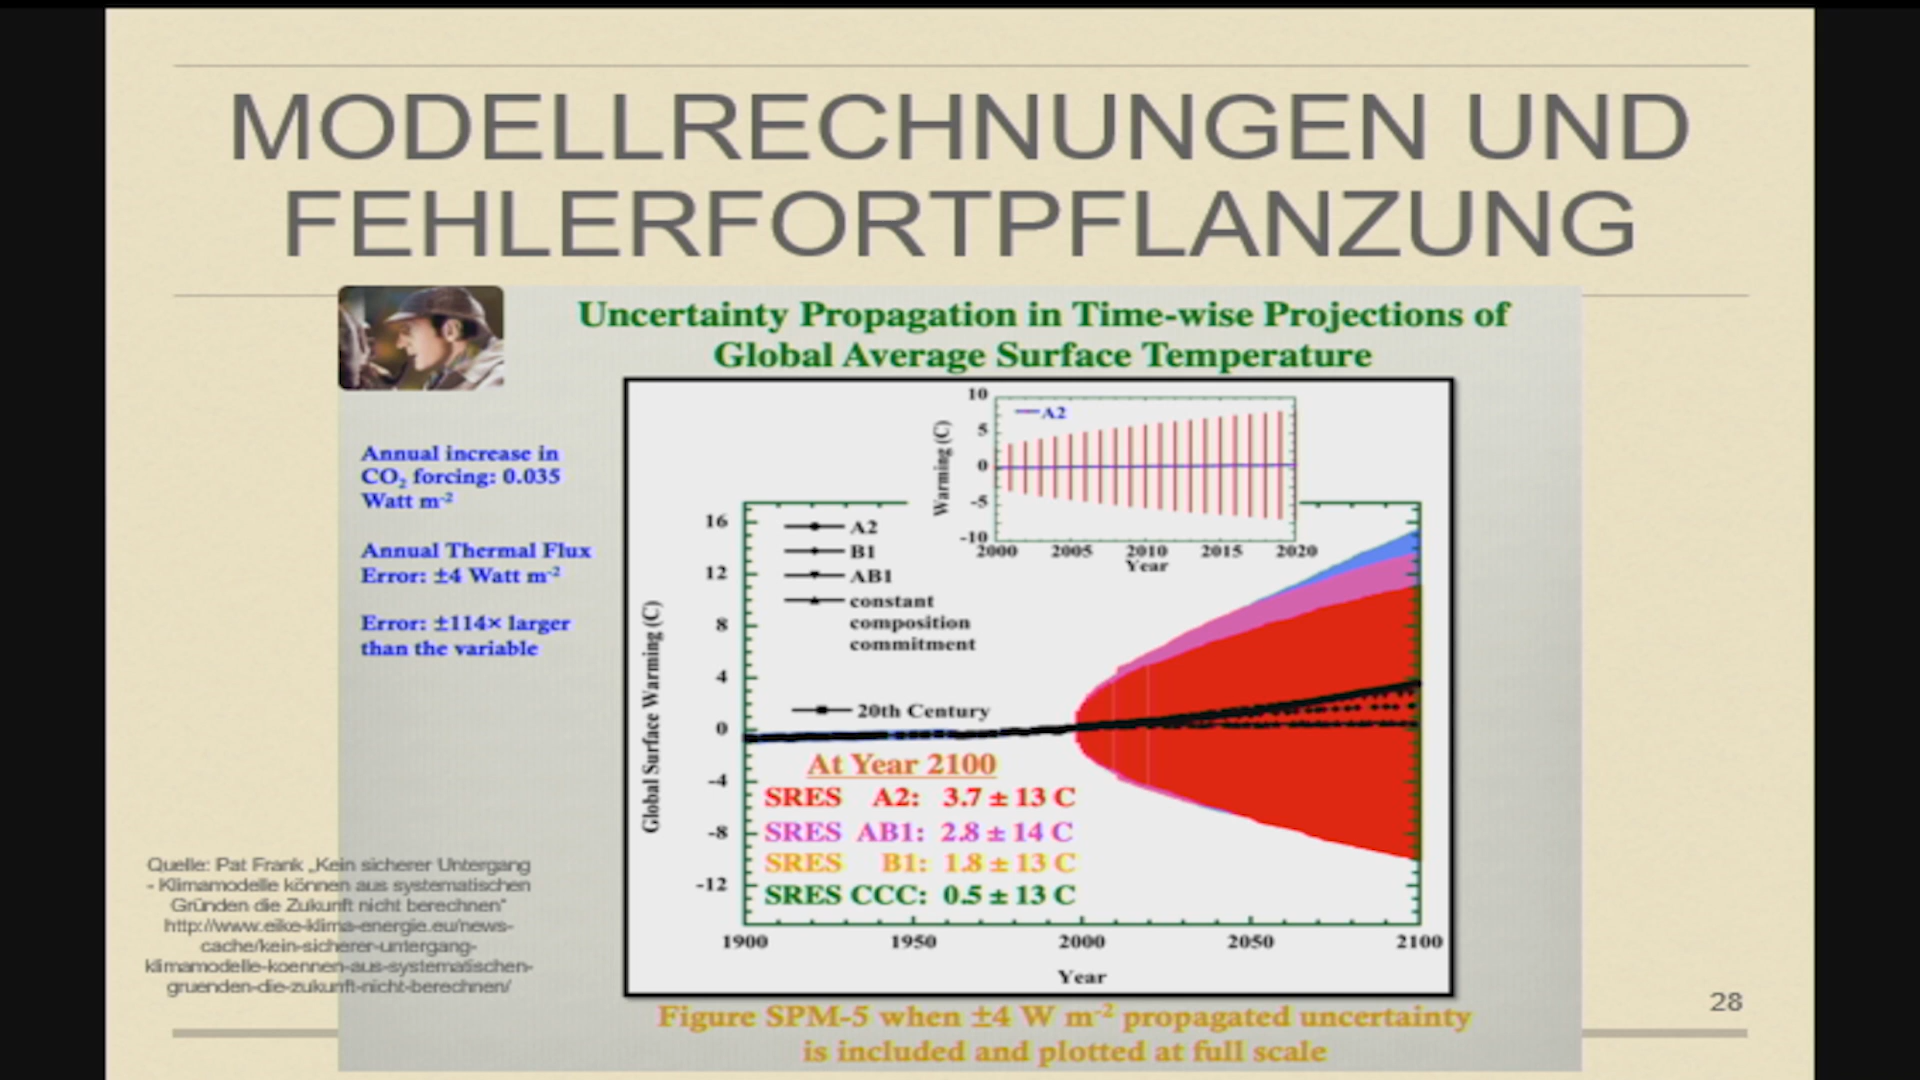 MODELLRECHNUNGEN UND
FEHLERFORTPFLANZUNG
Uncertainty Propagation in Time-wise Projections of
Global Average Surface Temperature
Annual increase in
CO₂ forcing: 0.035
Watt m⁻²
Annual Thermal Flux
Error: ±4 Watt m⁻²
Error: ±114× larger
than the variable
10
5
0
-5
-10
Warming (C)
A2
2000 2005 2010 2015 2020
Year
16
12
8
4
0
-4
-8
-12
Global Surface Warming (C)
A2
B1
AB1
constant
composition
commitment
20th Century
At Year 2100
SRES A2: 3.7 ± 13 C
SRES AB1: 2.8 ± 14 C
SRES B1: 1.8 ± 13 C
SRES CCC: 0.5 ± 13 C
1900 1950 2000 2050 2100
Year
Quelle: Pat Frank „Kein sicherer Untergang
- Klimamodelle können aus systematischen
Gründen die Zukunft nicht berechnen“
http://www.eike-klima-energie.eu/news-
cache/kein-sicherer-untergang-
klimamodelle-koennen-aus-systematischen-
gruenden-die-zukunft-nicht-berechnen/
Figure SPM-5 when ±4 W m⁻² propagated uncertainty
is included and plotted at full scale
28